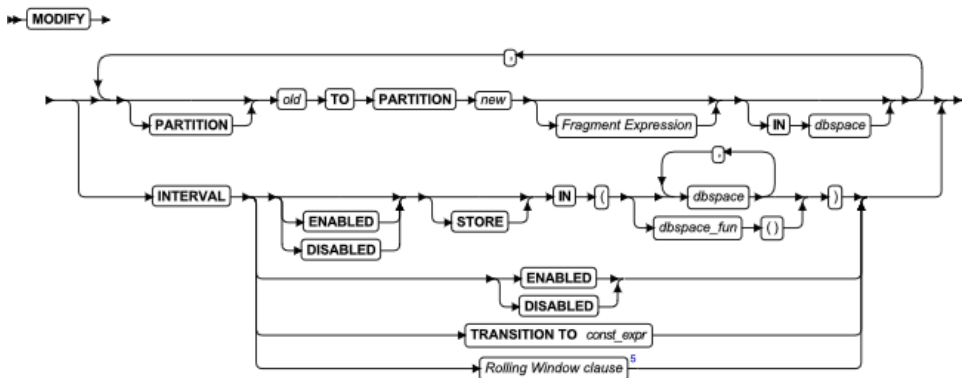 MODIFY
,
old TO PARTITION new
PARTITION Fragment Expression IN dbspace
,
INTERVAL IN ( dbspace )
ENABLED STORE dbspace_fun ( )
DISABLED
ENABLED
DISABLED
TRANSITION TO const_expr
Rolling Window clause 5